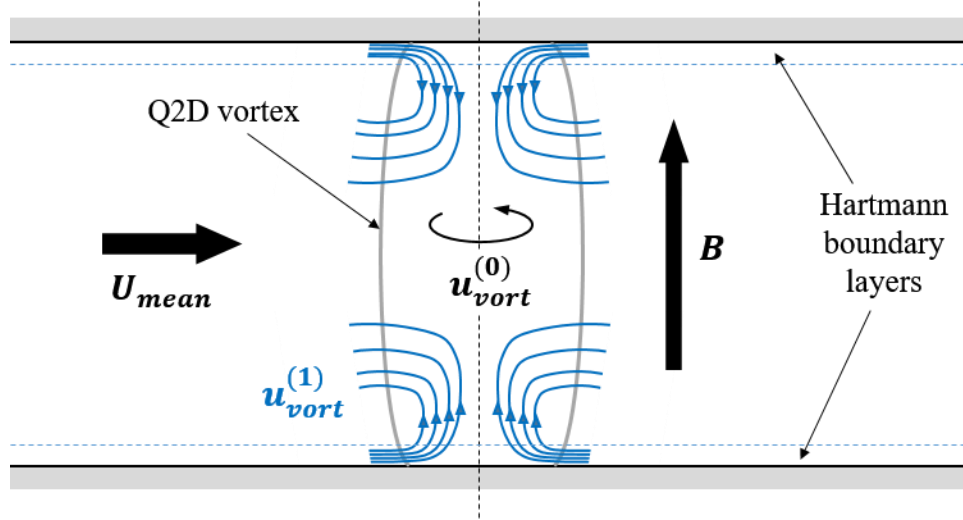 Q2D vortex
U_mean
u_vort^(0)
B
Hartmann
boundary
layers
u_vort^(1)